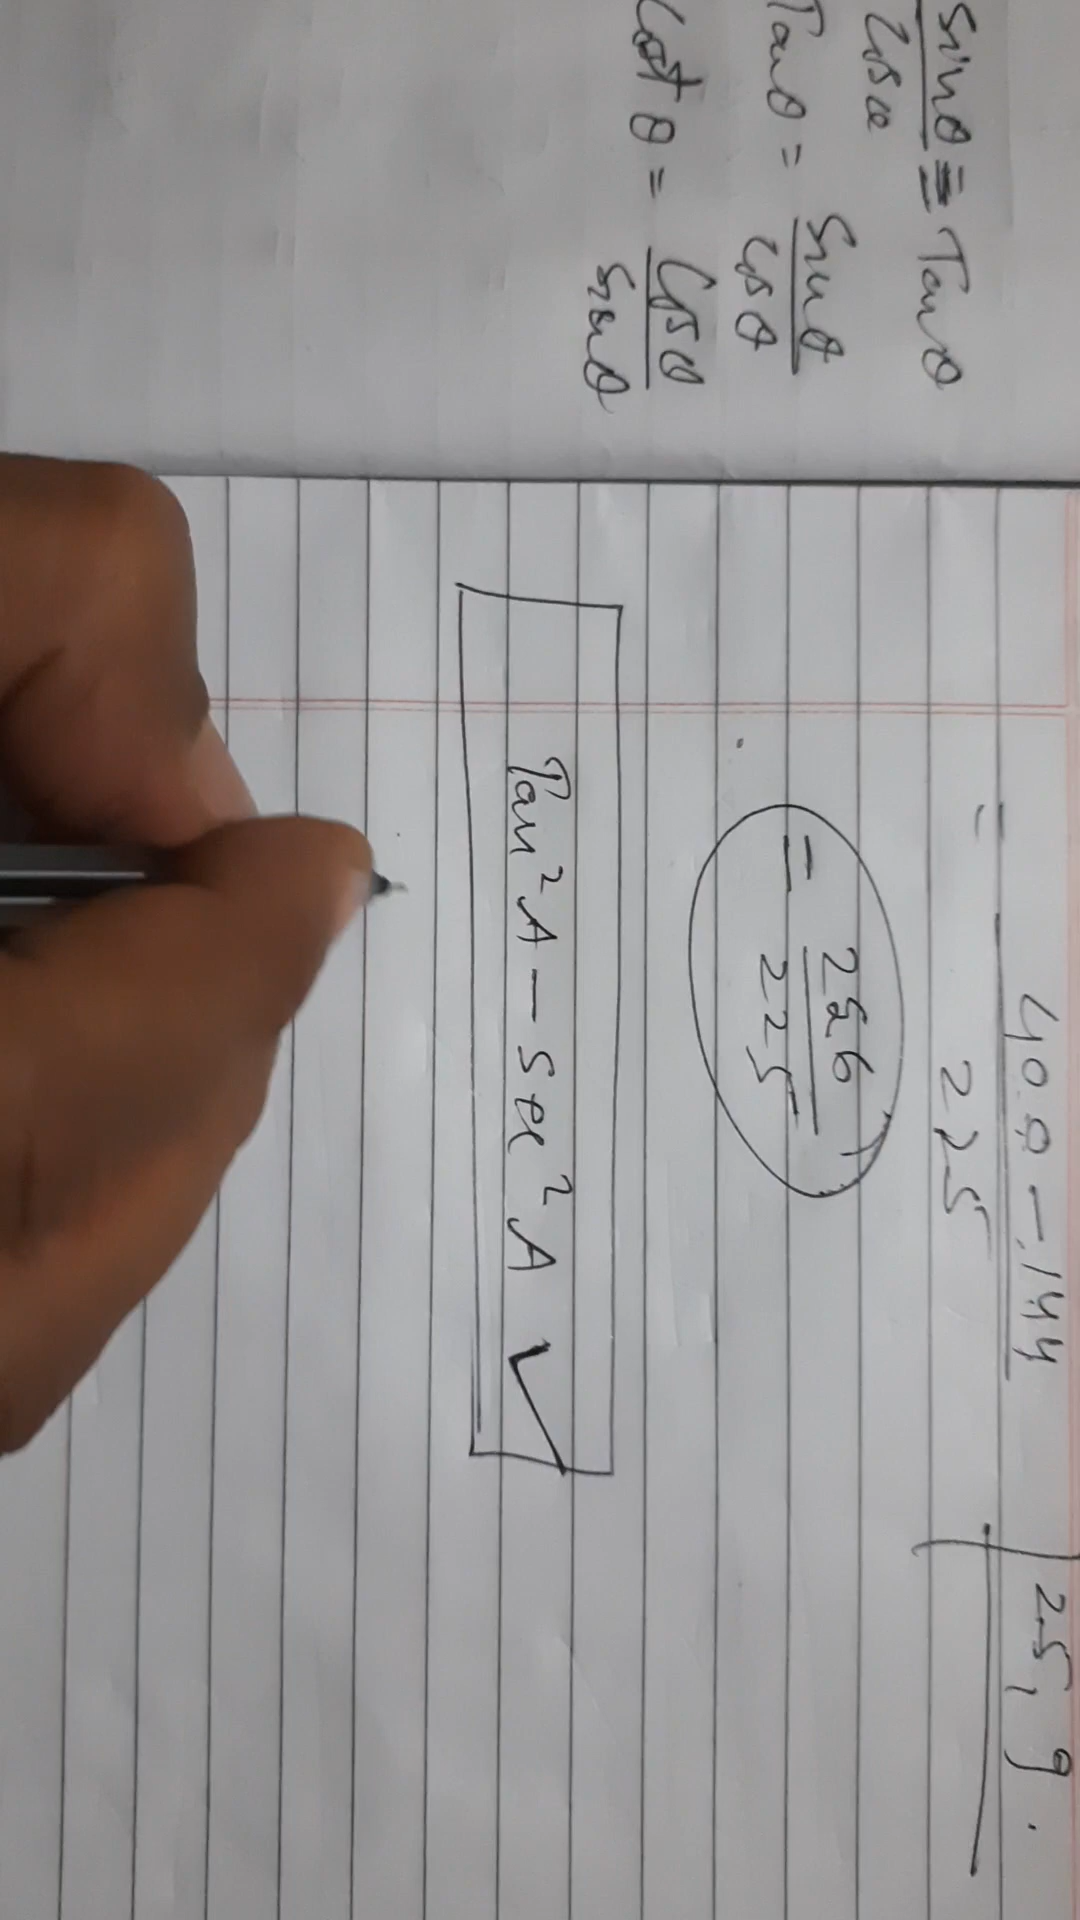 sinθ/cosθ = Tanθ
Tanθ = sinθ/cosθ
Cotθ = Cosθ/sinθ
= 400 - 144 / 225
25, 9.
= 256/225
Tan²A - Sec²A ✓